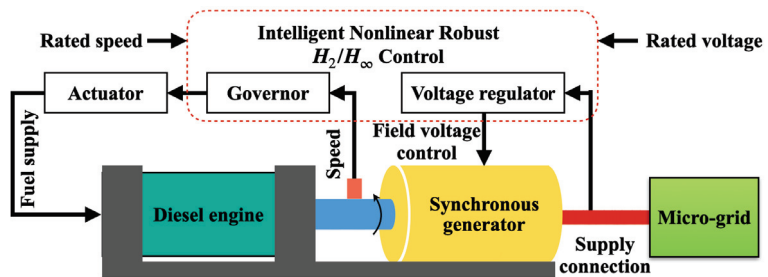 Intelligent Nonlinear Robust
H₂/H∞ Control
Rated speed
Rated voltage
Actuator
Governor
Voltage regulator
Fuel supply
Speed
Field voltage
control
Diesel engine
Synchronous
generator
Micro-grid
Supply
connection